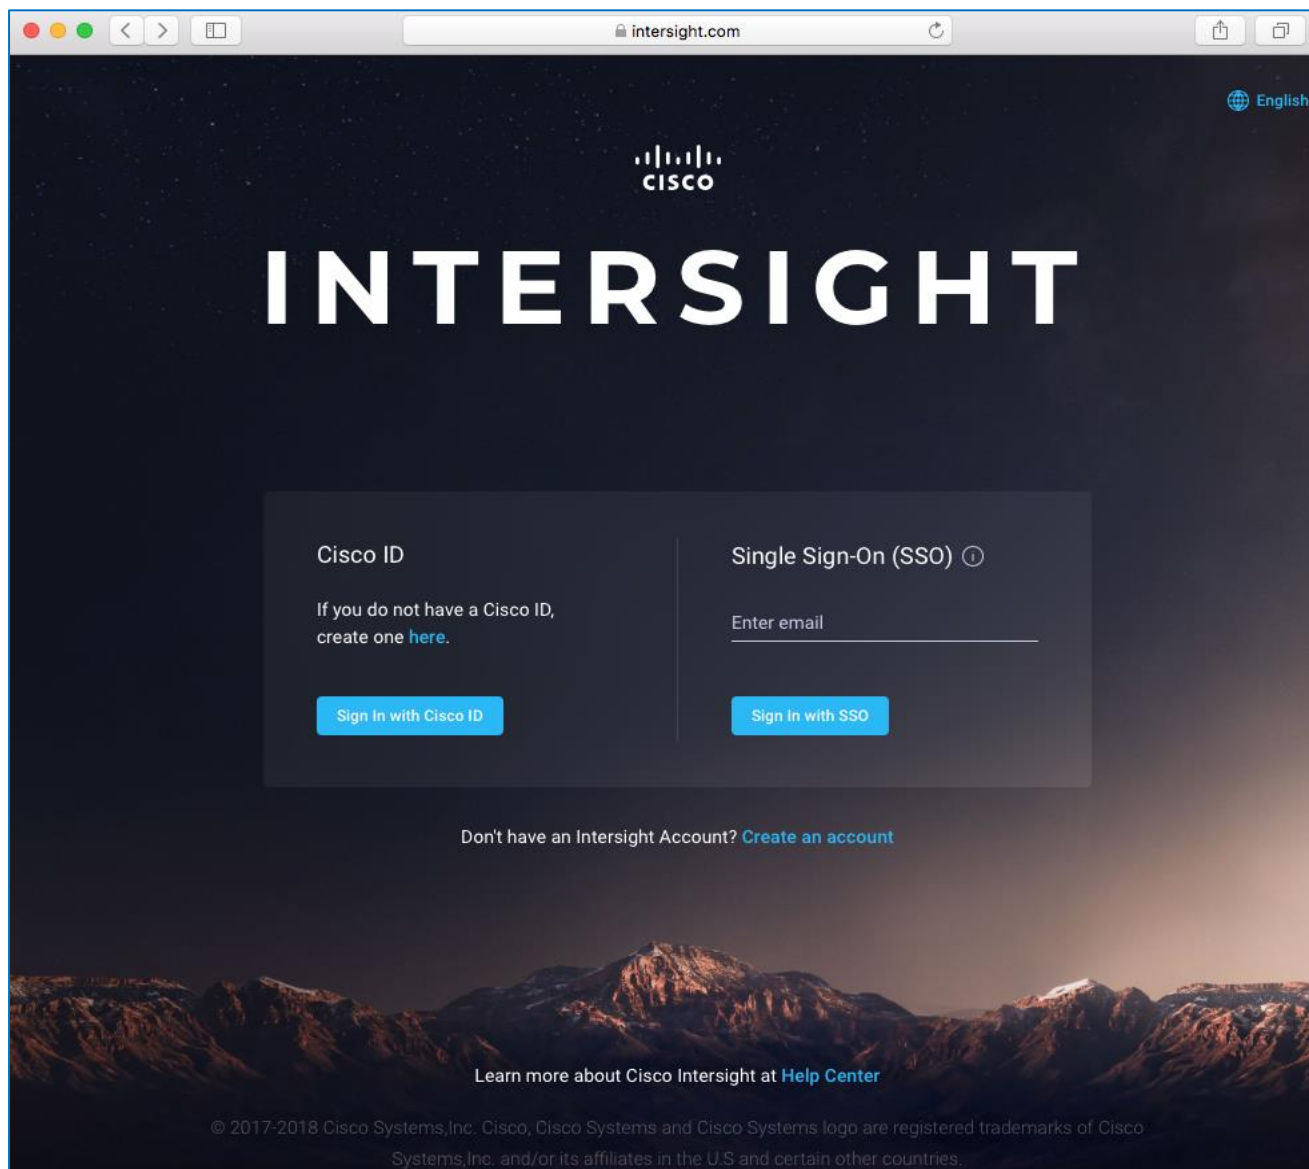 intersight.com
English
CISCO
INTERSIGHT
Cisco ID
If you do not have a Cisco ID,
create one here.
Sign In with Cisco ID
Single Sign-On (SSO)
Enter email
Sign In with SSO
Don't have an Intersight Account? Create an account
Learn more about Cisco Intersight at Help Center
© 2017-2018 Cisco Systems,Inc. Cisco, Cisco Systems and Cisco Systems logo are registered trademarks of Cisco
Systems,Inc. and/or its affiliates in the U.S and certain other countries.